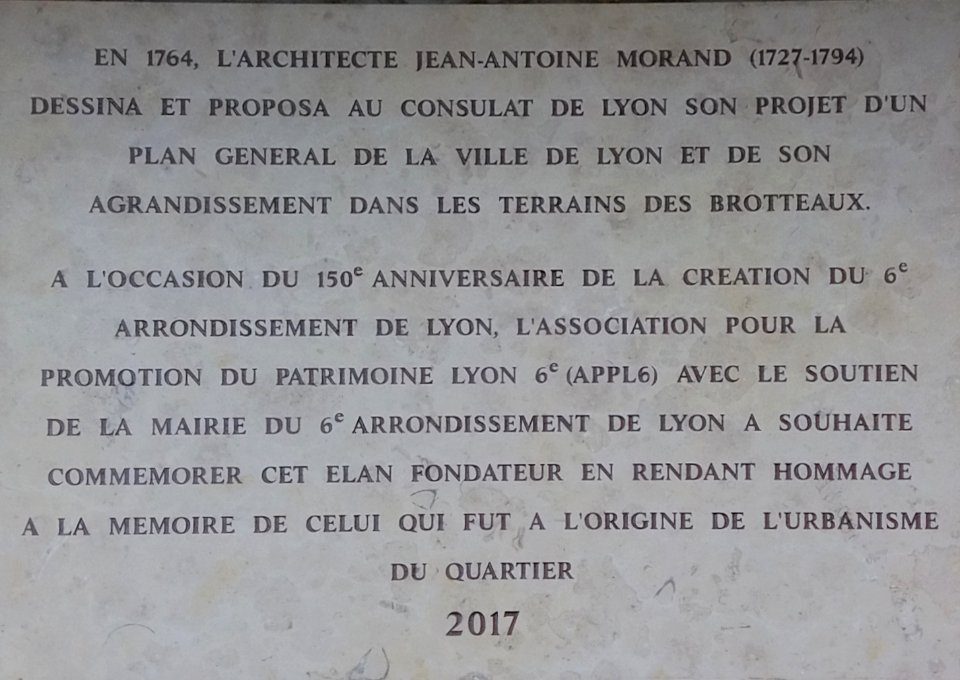 EN 1764, L'ARCHITECTE JEAN-ANTOINE MORAND (1727-1794)
DESSINA ET PROPOSA AU CONSULAT DE LYON SON PROJET D'UN
PLAN GENERAL DE LA VILLE DE LYON ET DE SON
AGRANDISSEMENT DANS LES TERRAINS DES BROTTEAUX.
A L'OCCASION DU 150e ANNIVERSAIRE DE LA CREATION DU 6e
ARRONDISSEMENT DE LYON, L'ASSOCIATION POUR LA
PROMOTION DU PATRIMOINE LYON 6e (APPL6) AVEC LE SOUTIEN
DE LA MAIRIE DU 6e ARRONDISSEMENT DE LYON A SOUHAITE
COMMEMORER CET ELAN FONDATEUR EN RENDANT HOMMAGE
A LA MEMOIRE DE CELUI QUI FUT A L'ORIGINE DE L'URBANISME
DU QUARTIER
2017